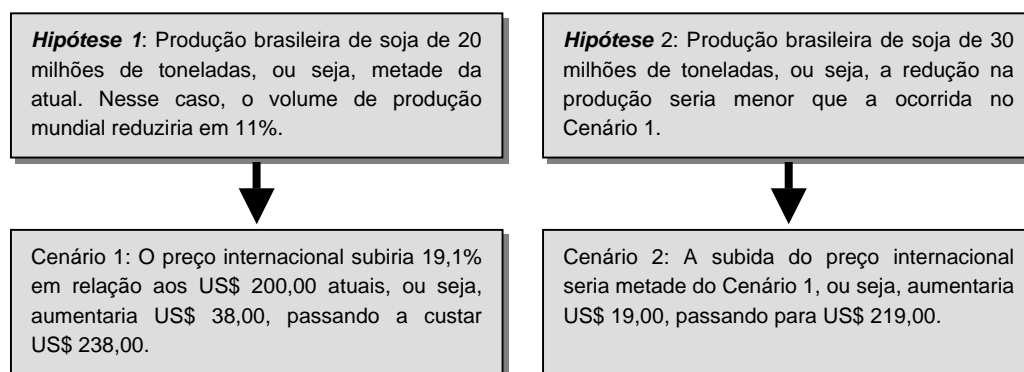 Hipótese 1: Produção brasileira de soja de 20
milhões de toneladas, ou seja, metade da
atual. Nesse caso, o volume de produção
mundial reduziria em 11%.
Hipótese 2: Produção brasileira de soja de 30
milhões de toneladas, ou seja, a redução na
produção seria menor que a ocorrida no
Cenário 1.
Cenário 1: O preço internacional subiria 19,1%
em relação aos US$ 200,00 atuais, ou seja,
aumentaria US$ 38,00, passando a custar
US$ 238,00.
Cenário 2: A subida do preço internacional
seria metade do Cenário 1, ou seja, aumentaria
US$ 19,00, passando para US$ 219,00.